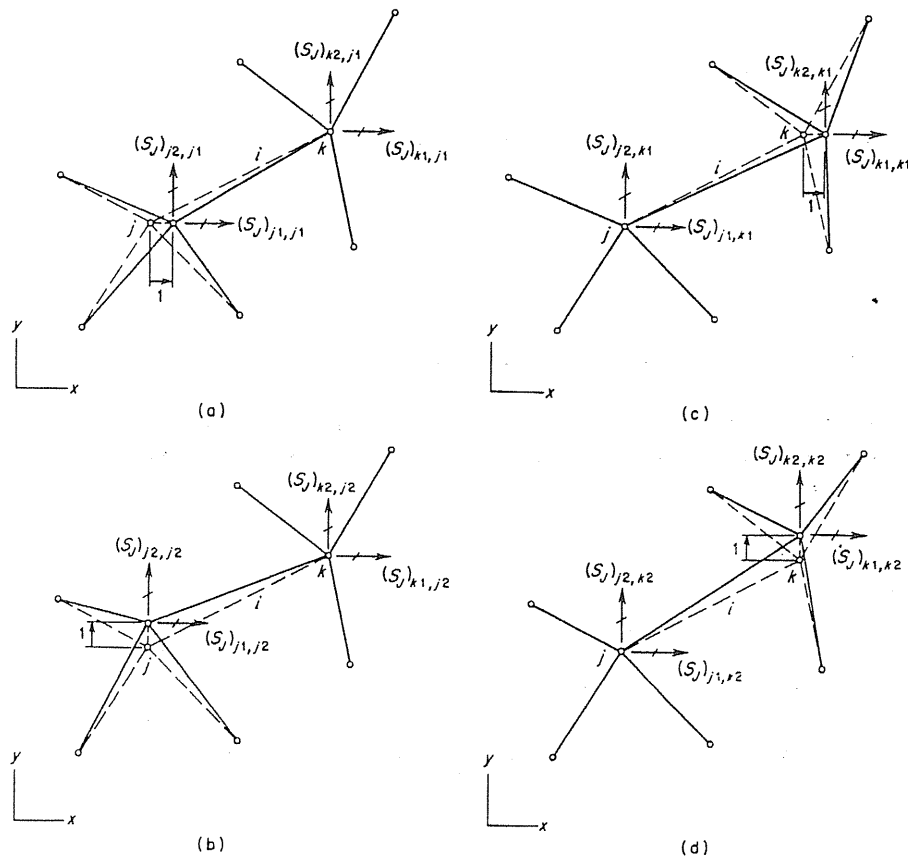 (S_J)_{k2,j1}
(S_J)_{j2,j1}
i
k
(S_J)_{k1,j1}
j
(S_J)_{j1,j1}
1
y
x
(a)
(S_J)_{k2,k1}
k
(S_J)_{j2,k1}
i
(S_J)_{k1,k1}
1
j
(S_J)_{j1,k1}
y
x
(c)
(S_J)_{k2,j2}
(S_J)_{j2,j2}
k
(S_J)_{k1,j2}
i
1
(S_J)_{j1,j2}
j
y
x
(b)
(S_J)_{k2,k2}
1
(S_J)_{k1,k2}
k
(S_J)_{j2,k2}
i
j
(S_J)_{j1,k2}
y
x
(d)